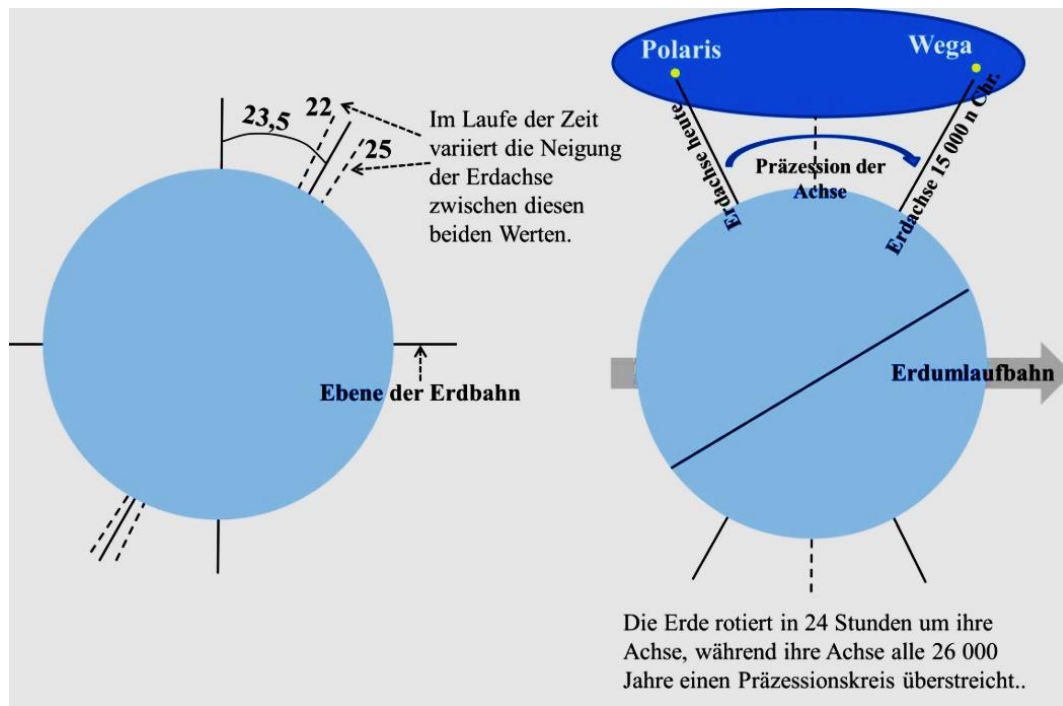 22
23,5
25
Im Laufe der Zeit
variiert die Neigung
der Erdachse
zwischen diesen
beiden Werten.
Ebene der Erdbahn
Polaris
Wega
Erdachse heute
Präzession der
Achse
Erdachse 15 000 n Chr.
Erdumlaufbahn
Die Erde rotiert in 24 Stunden um ihre
Achse, während ihre Achse alle 26 000
Jahre einen Präzessionskreis überstreicht..